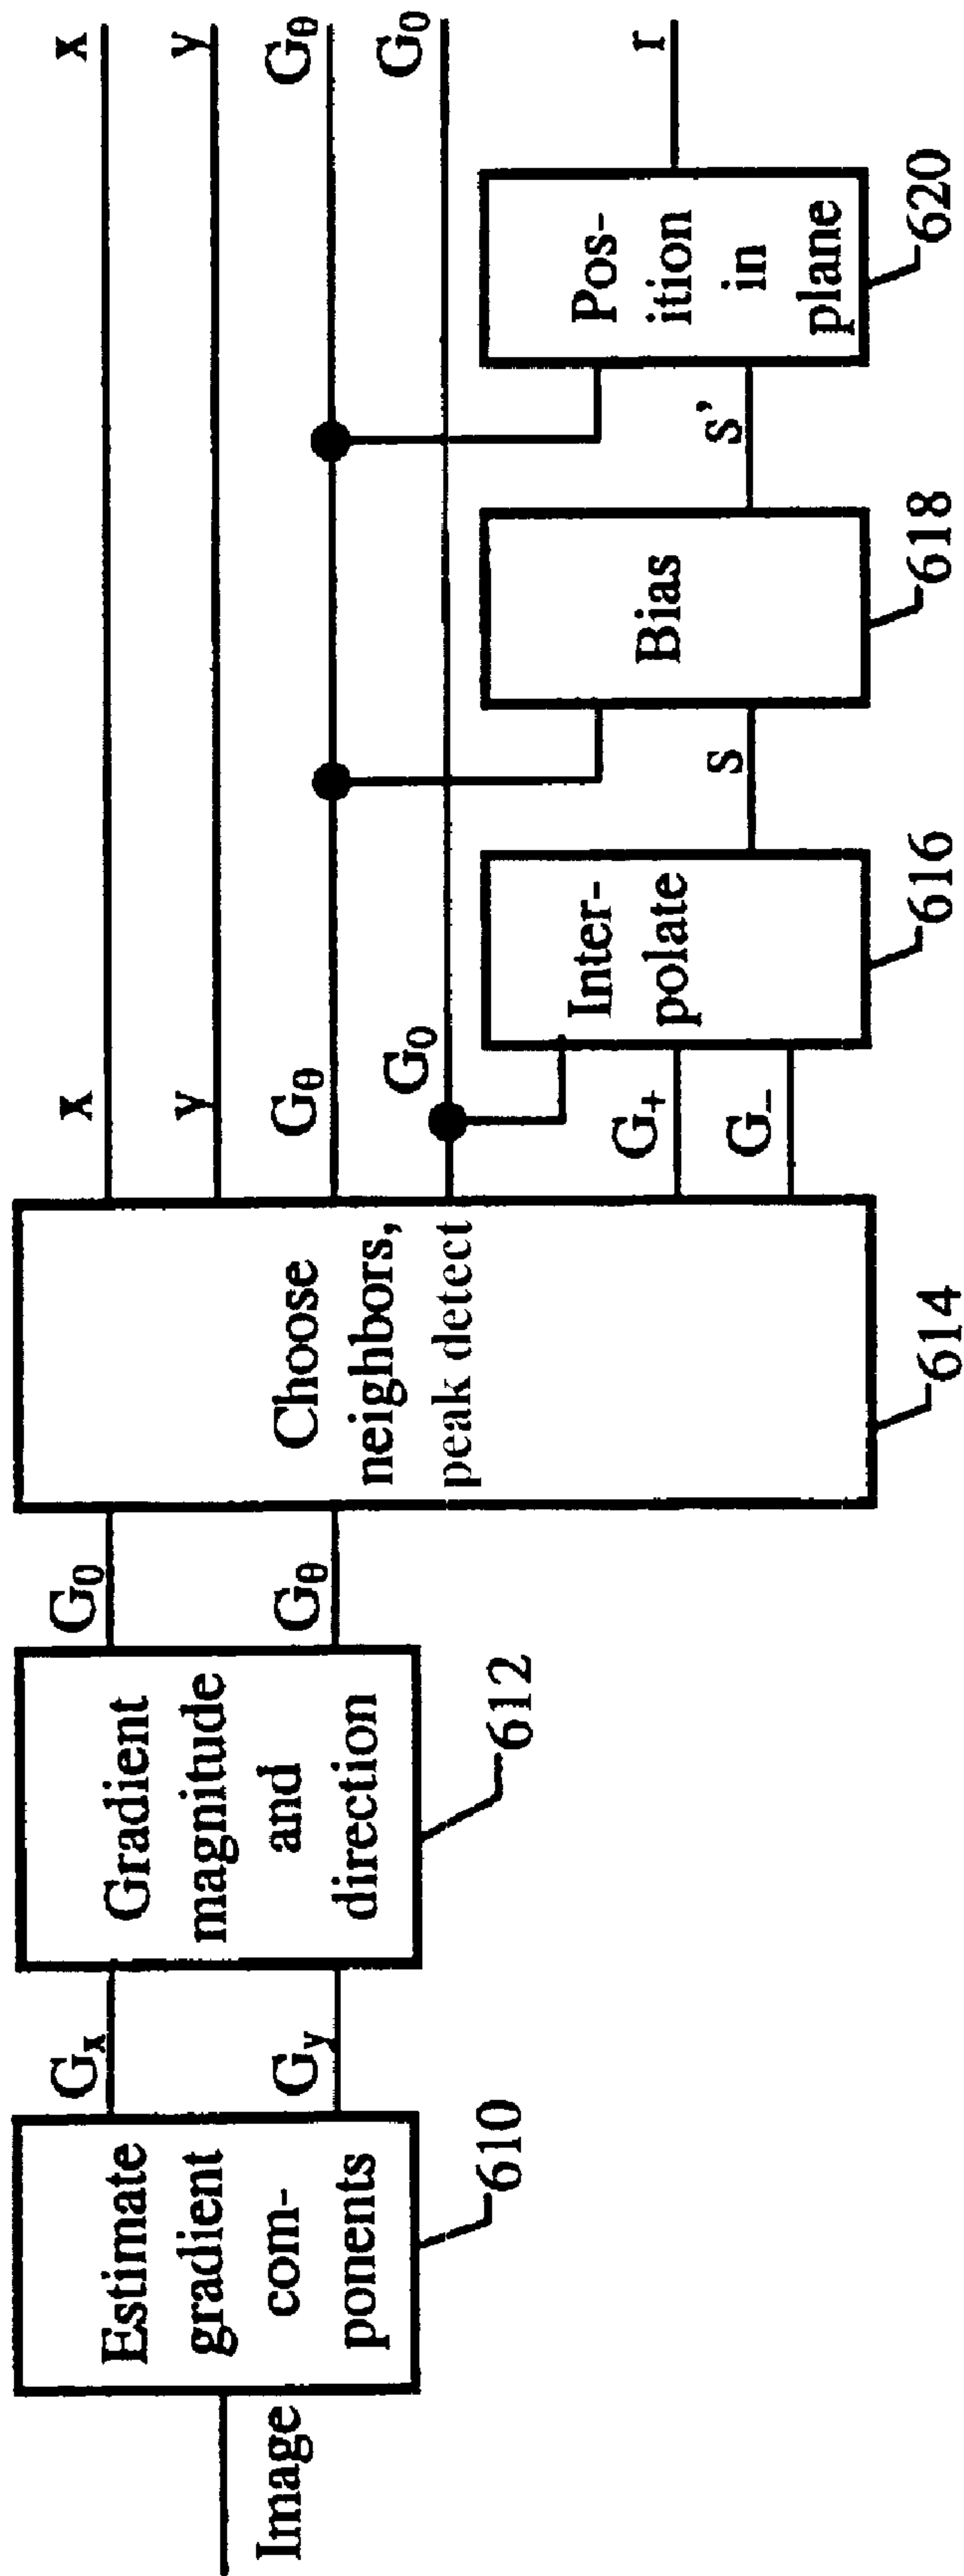 Image
Estimate
gradient
com-
ponents
610
Gx
Gy
Gradient
magnitude
and
direction
612
G0
Gθ
Choose
neighbors,
peak detect
614
x
y
Gθ
G0
G+
G−
Inter-
polate
616
s
Bias
618
s’
Pos-
ition
in
plane
620
x
y
Gθ
G0
r